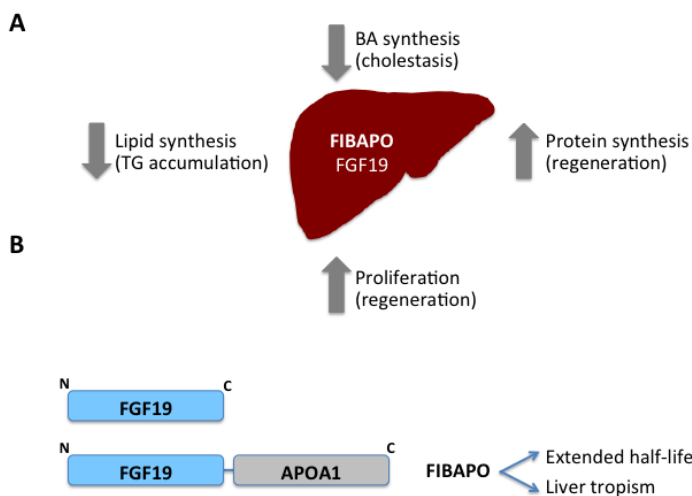 A
BA synthesis
(cholestasis)
Lipid synthesis
(TG accumulation)
FIBAPO
FGF19
Protein synthesis
(regeneration)
B
Proliferation
(regeneration)
N
C
FGF19
N
C
FGF19
APOA1
FIBAPO
Extended half-life
Liver tropism